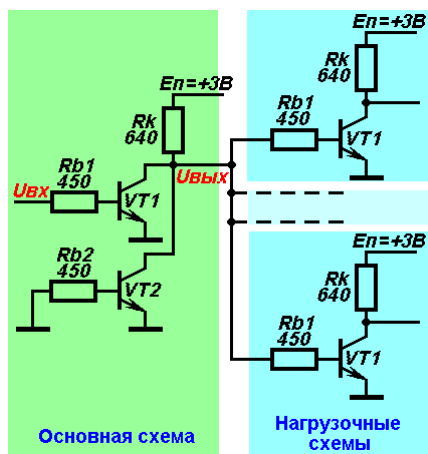 Eп=+3В
Rk
640
Rb1
450
Uвх
VT1
Uвых
Rb2
450
VT2
Основная схема
Eп=+3В
Rk
640
Rb1
450
VT1
Eп=+3В
Rk
640
Rb1
450
VT1
Нагрузочные
схемы